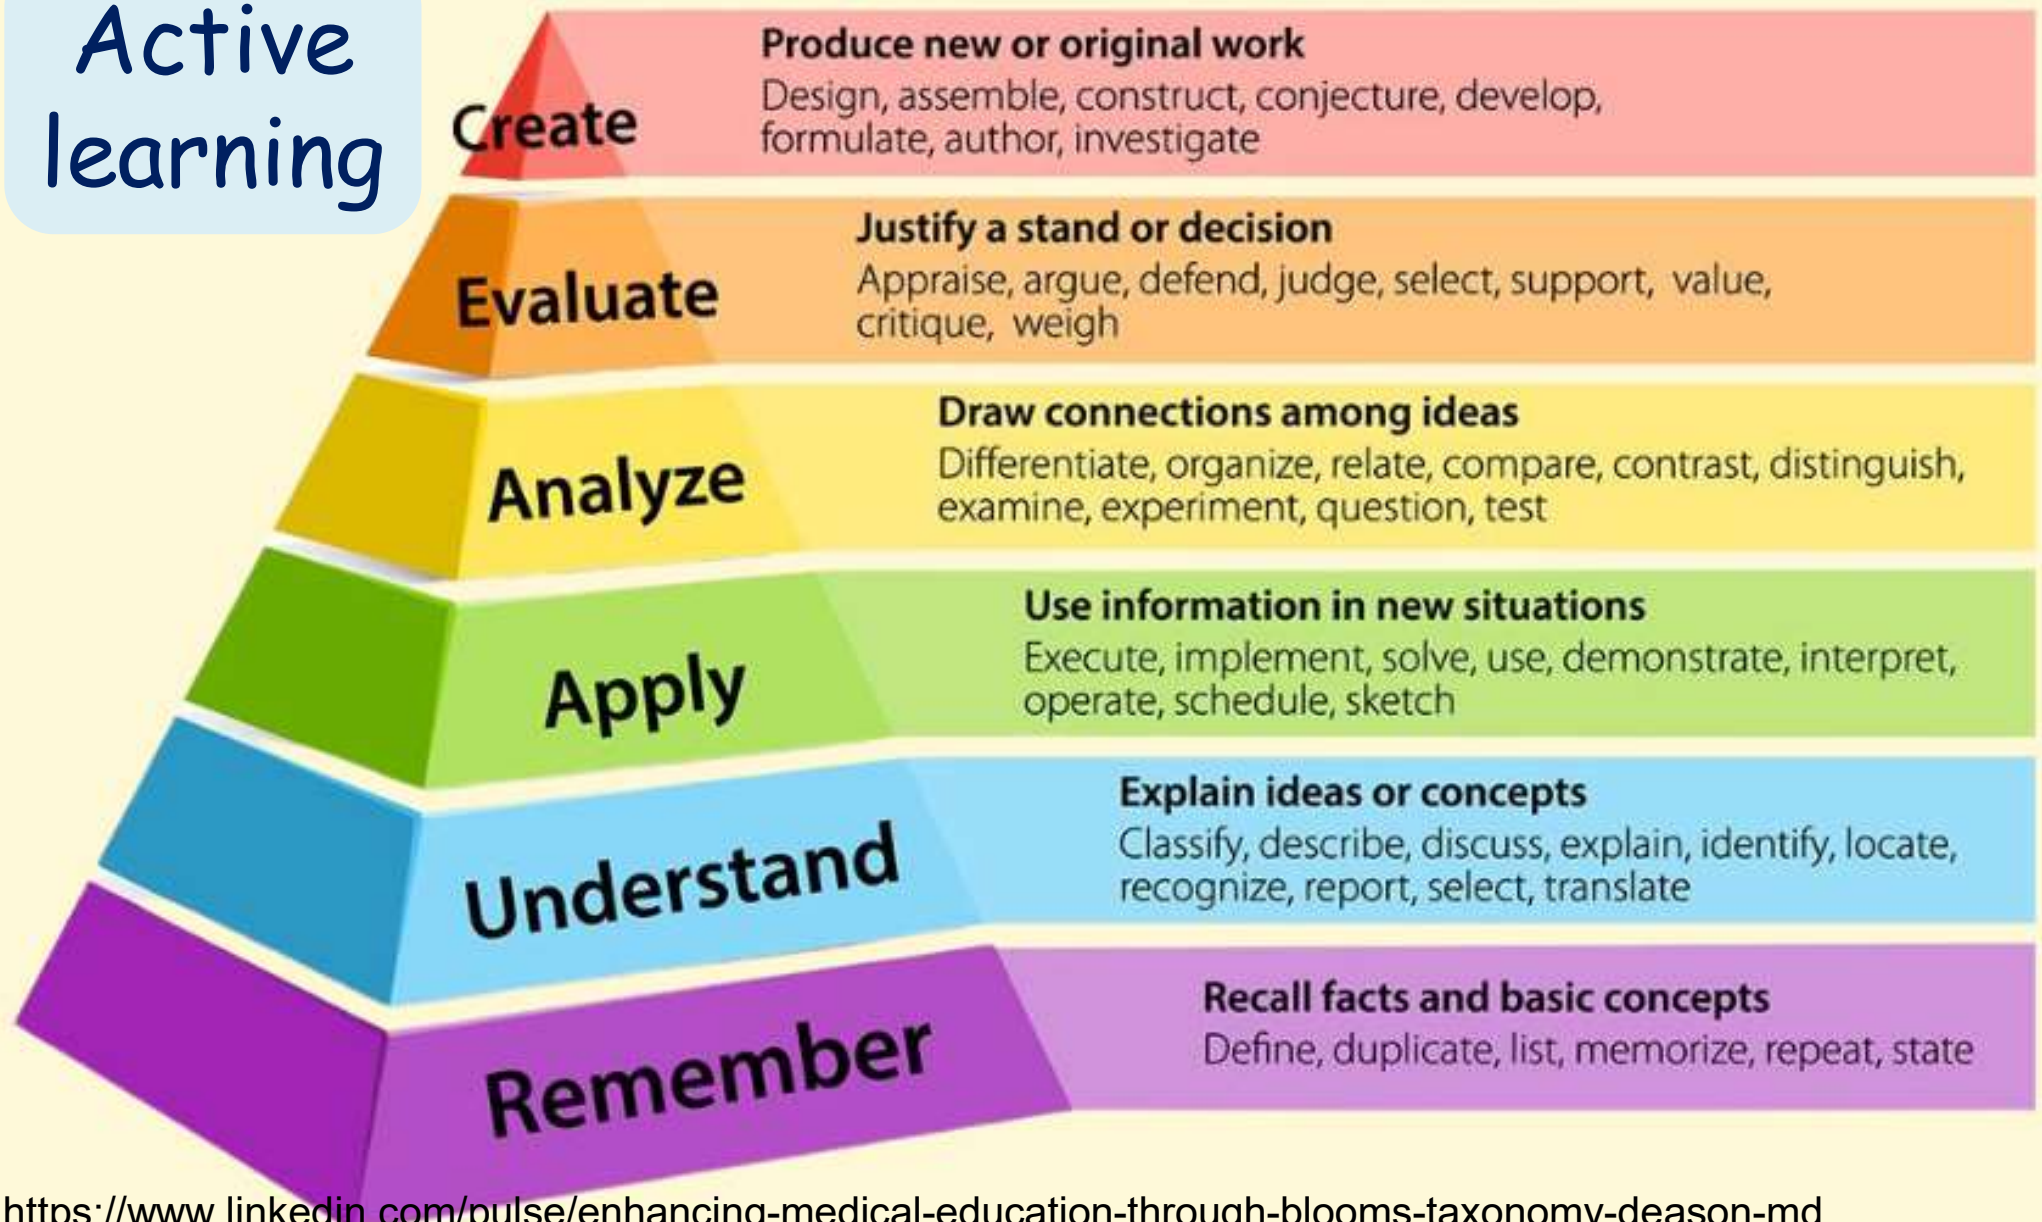 Active
learning
Create
Produce new or original work
Design, assemble, construct, conjecture, develop,
formulate, author, investigate
Evaluate
Justify a stand or decision
Appraise, argue, defend, judge, select, support, value,
critique, weigh
Analyze
Draw connections among ideas
Differentiate, organize, relate, compare, contrast, distinguish,
examine, experiment, question, test
Apply
Use information in new situations
Execute, implement, solve, use, demonstrate, interpret,
operate, schedule, sketch
Understand
Explain ideas or concepts
Classify, describe, discuss, explain, identify, locate,
recognize, report, select, translate
Remember
Recall facts and basic concepts
Define, duplicate, list, memorize, repeat, state
https://www.linkedin.com/pulse/enhancing-medical-education-through-blooms-taxonomy-deason-md